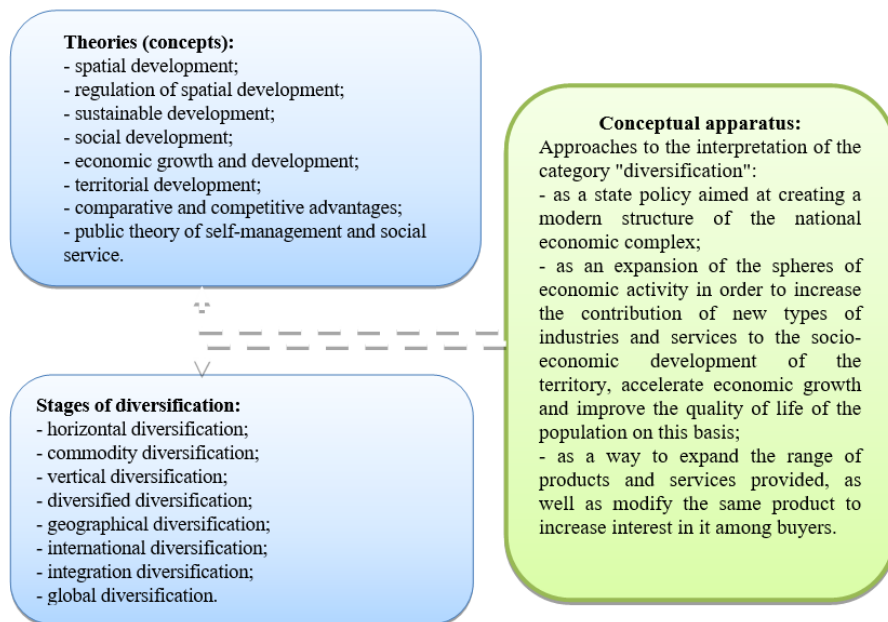 Theories (concepts):
- spatial development;
- regulation of spatial development;
- sustainable development;
- social development;
- economic growth and development;
- territorial development;
- comparative and competitive advantages;
- public theory of self-management and social
service.
Stages of diversification:
- horizontal diversification;
- commodity diversification;
- vertical diversification;
- diversified diversification;
- geographical diversification;
- international diversification;
- integration diversification;
- global diversification.
Conceptual apparatus:
Approaches to the interpretation of the
category "diversification":
- as a state policy aimed at creating a
modern structure of the national
economic complex;
- as an expansion of the spheres of
economic activity in order to increase
the contribution of new types of
industries and services to the socio-
economic development of the
territory, accelerate economic growth
and improve the quality of life of the
population on this basis;
- as a way to expand the range of
products and services provided, as
well as modify the same product to
increase interest in it among buyers.